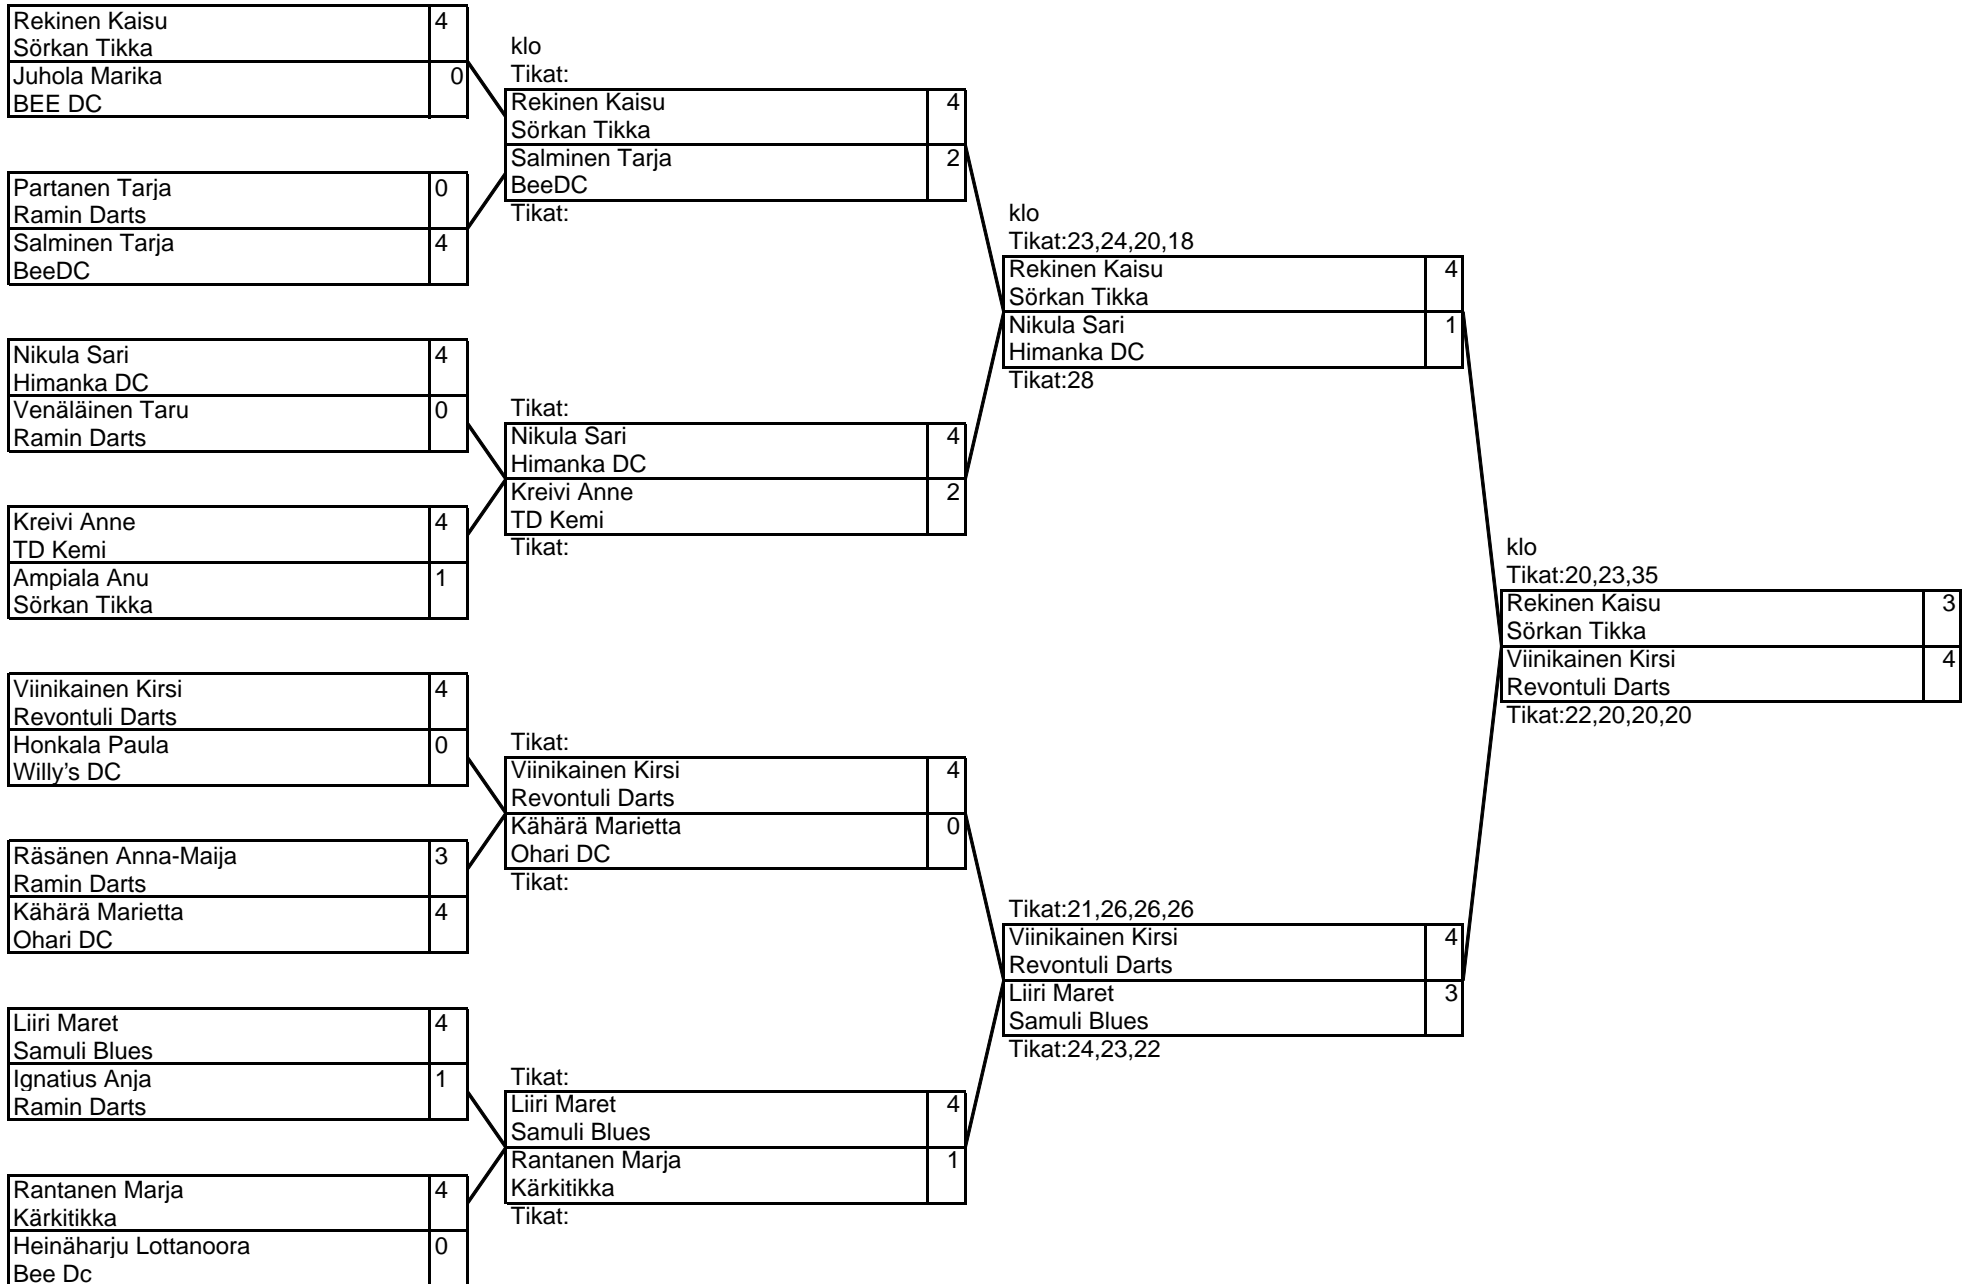 Rekinen Kaisu 4
Sörkan Tikka
Juhola Marika 0
BEE DC
Partanen Tarja 0
Ramin Darts
Salminen Tarja 4
BeeDC
Nikula Sari 4
Himanka DC
Venäläinen Taru 0
Ramin Darts
Kreivi Anne 4
TD Kemi
Ampiala Anu 1
Sörkan Tikka
Viinikainen Kirsi 4
Revontuli Darts
Honkala Paula 0
Willy's DC
Räsänen Anna-Maija 3
Ramin Darts
Kähärä Marietta 4
Ohari DC
Liiri Maret 4
Samuli Blues
Ignatius Anja 1
Ramin Darts
Rantanen Marja 4
Kärkitikka
Heinäharju Lottanoora 0
Bee Dc
klo
Tikat:
Rekinen Kaisu 4
Sörkan Tikka
Salminen Tarja 2
BeeDC
Tikat:
Tikat:
Nikula Sari 4
Himanka DC
Kreivi Anne 2
TD Kemi
Tikat:
Tikat:
Viinikainen Kirsi 4
Revontuli Darts
Kähärä Marietta 0
Ohari DC
Tikat:
Tikat:
Liiri Maret 4
Samuli Blues
Rantanen Marja 1
Kärkitikka
Tikat:
klo
Tikat:23,24,20,18
Rekinen Kaisu 4
Sörkan Tikka
Nikula Sari 1
Himanka DC
Tikat:28
Tikat:21,26,26,26
Viinikainen Kirsi 4
Revontuli Darts
Liiri Maret 3
Samuli Blues
Tikat:24,23,22
klo
Tikat:20,23,35
Rekinen Kaisu 3
Sörkan Tikka
Viinikainen Kirsi 4
Revontuli Darts
Tikat:22,20,20,20